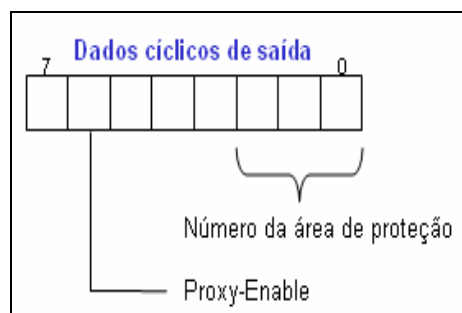 Dados cíclicos de saída
7 0
Número da área de proteção
Proxy-Enable